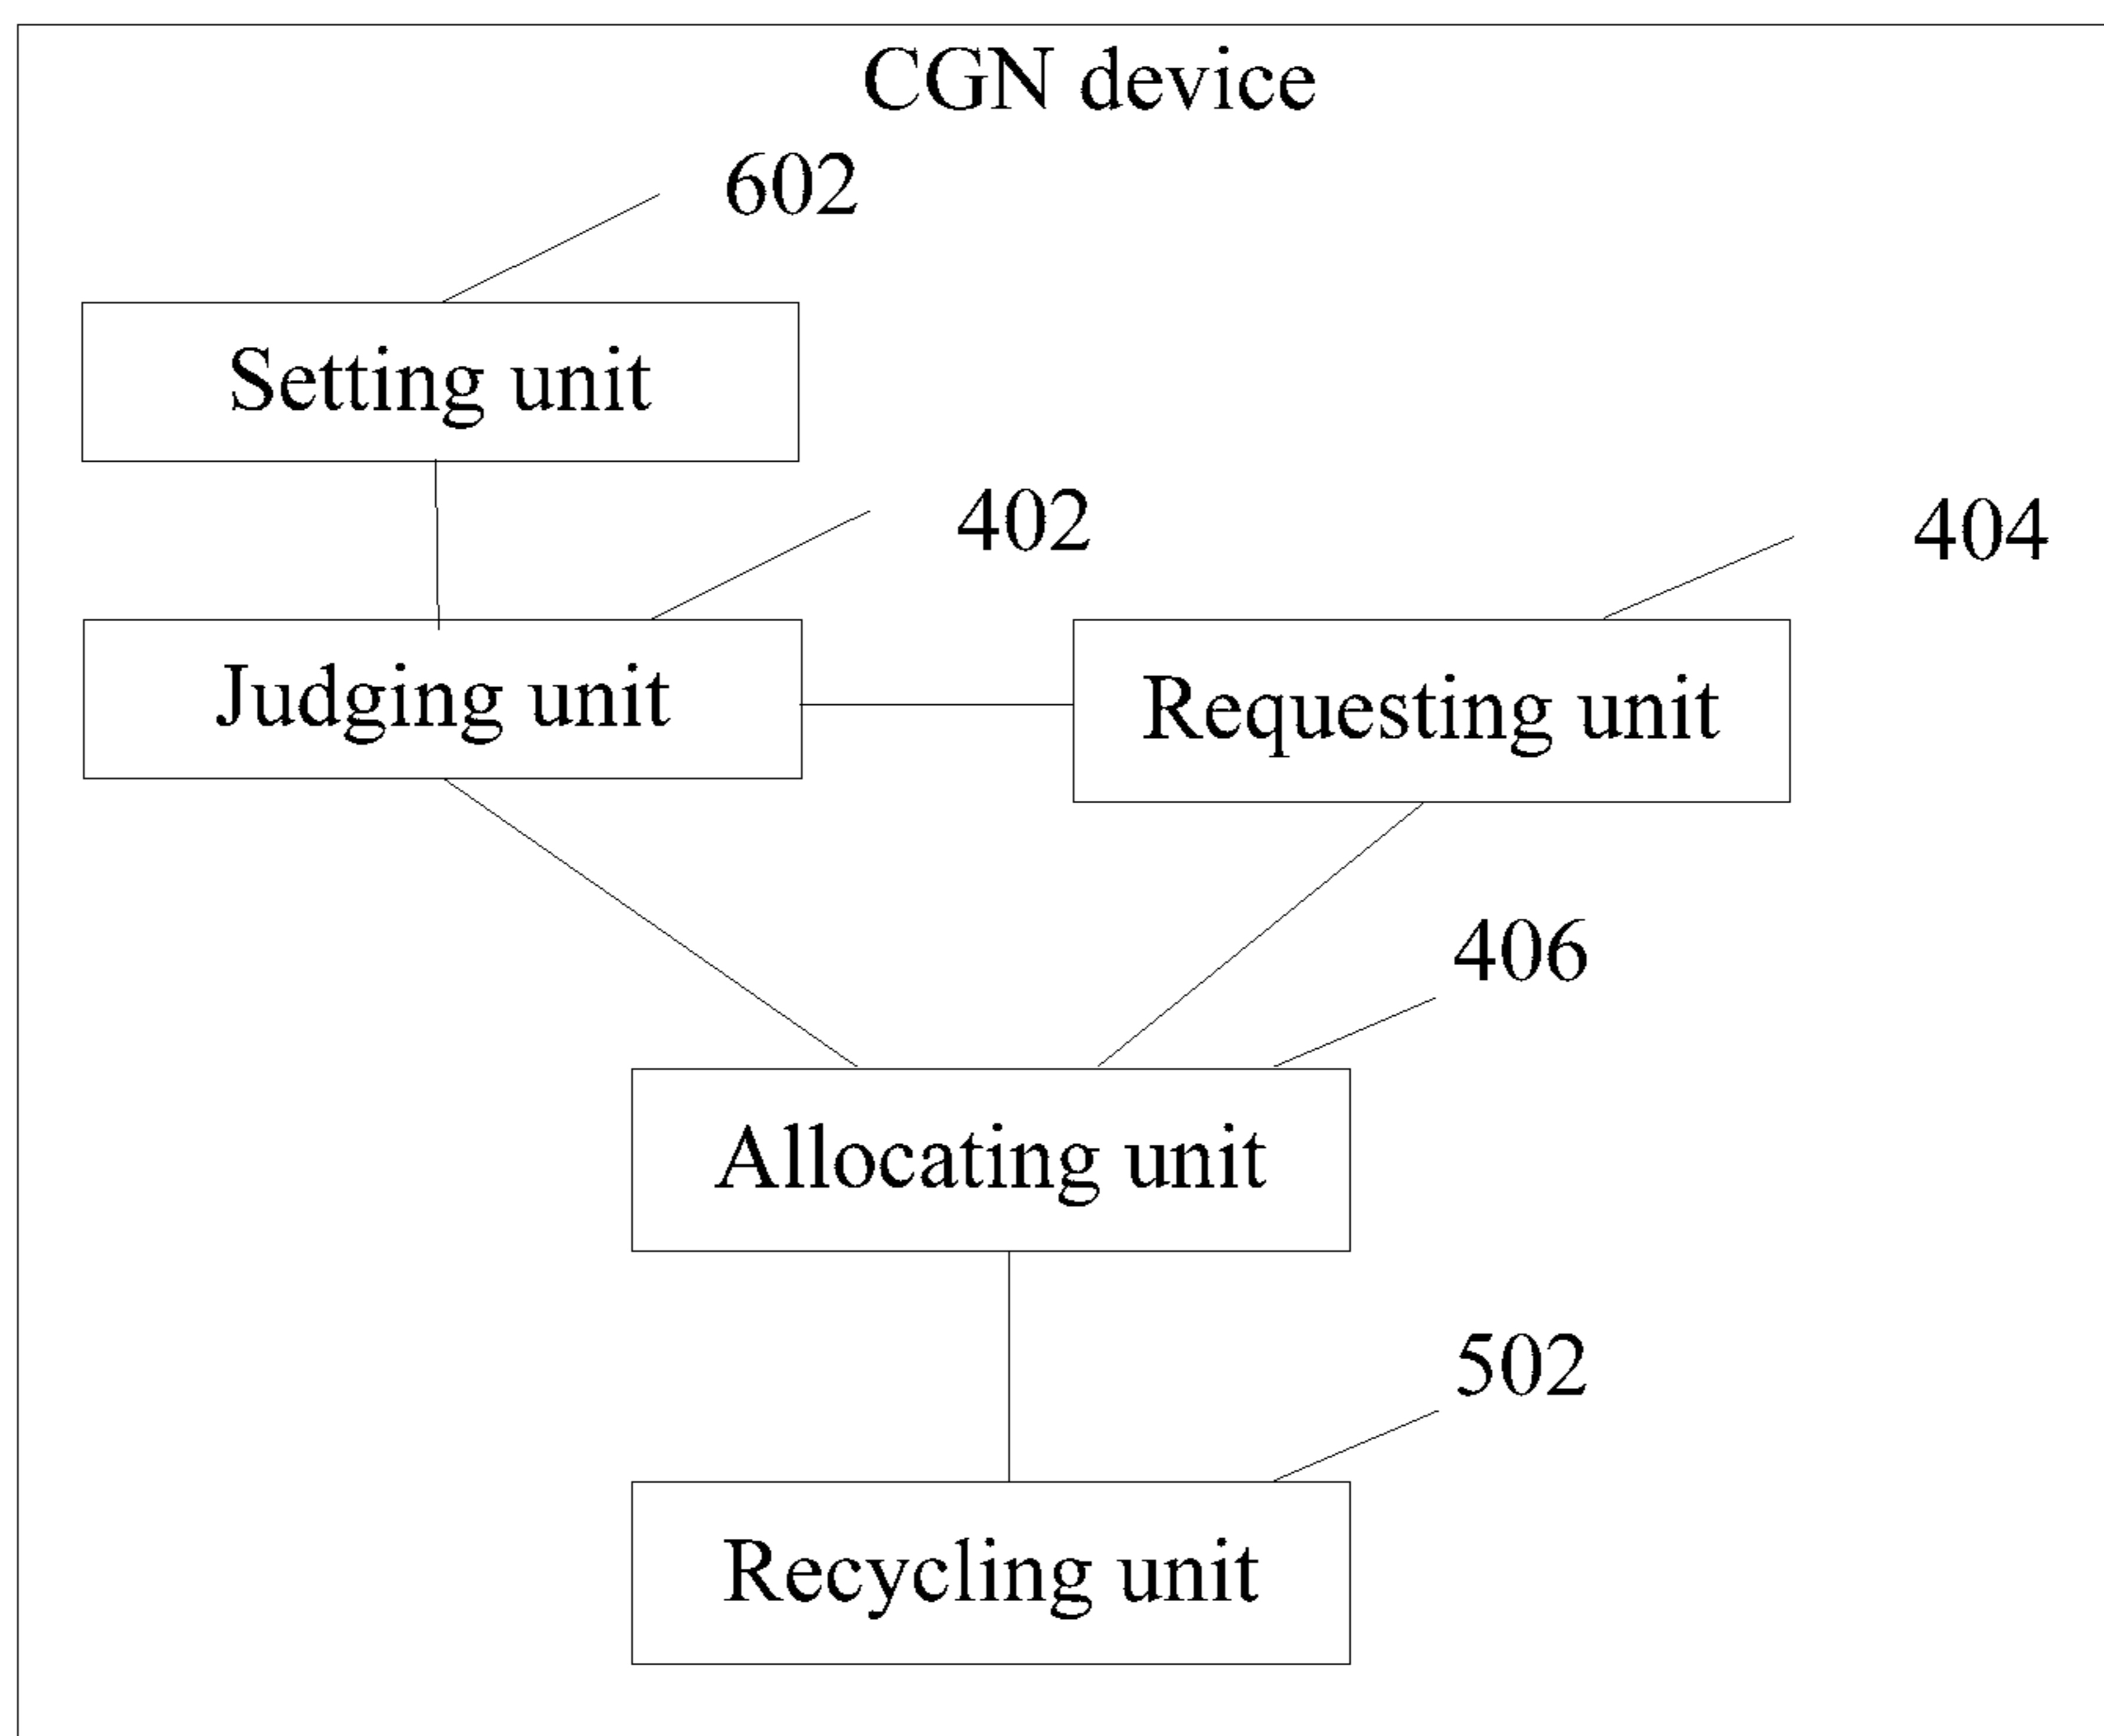 CGN device
602
Setting unit
402
404
Judging unit
Requesting unit
406
Allocating unit
502
Recycling unit